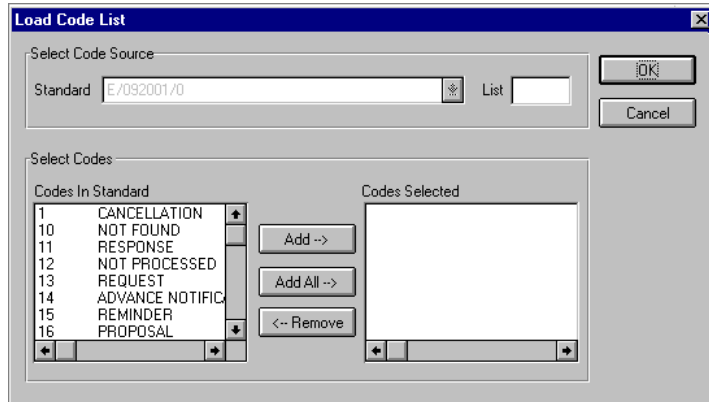 Load Code List
Select Code Source
Standard E/092001/0 List
OK
Cancel
Select Codes
Codes In Standard
Codes Selected
1 CANCELLATION
10 NOT FOUND
11 RESPONSE
12 NOT PROCESSED
13 REQUEST
14 ADVANCE NOTIFICA
15 REMINDER
16 PROPOSAL
Add -->
Add All -->
<-- Remove